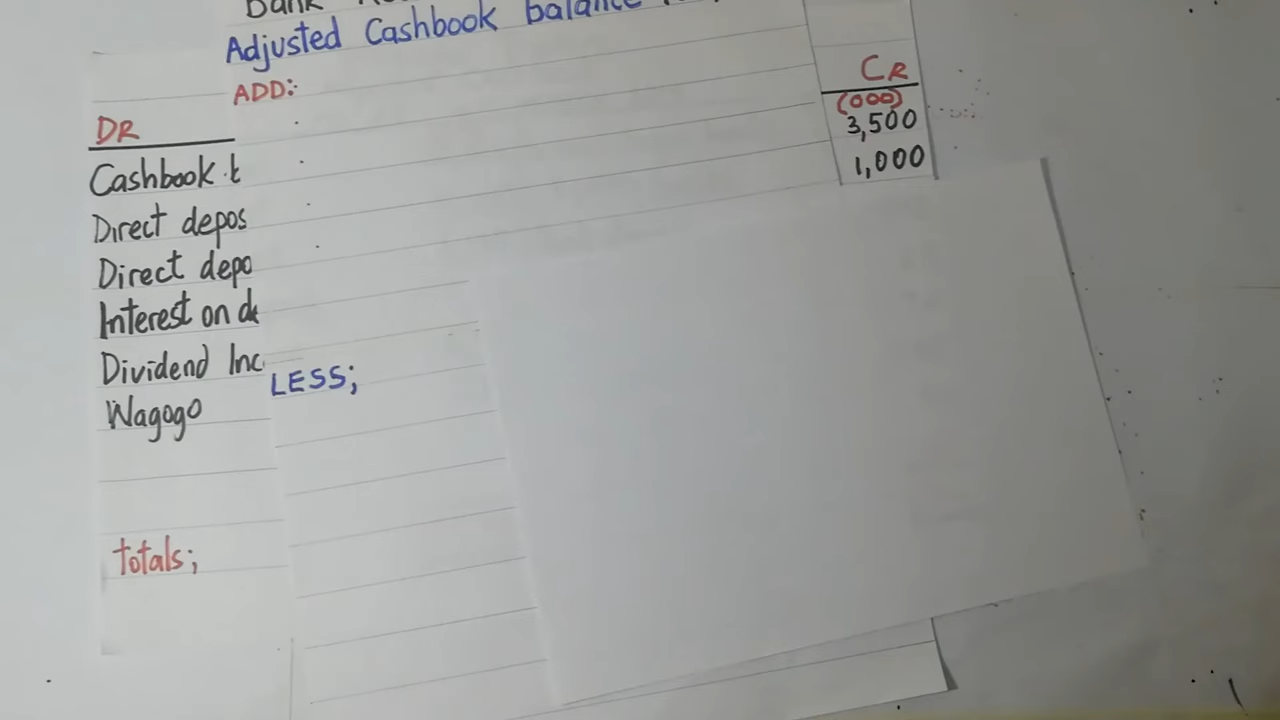 Bank
Adjusted Cashbook balance
ADD:
DR
Cashbook
Direct depos
Direct depo
Interest on de
Dividend Inc
Wagogo
totals;
LESS;
CR
(000)
3,500
1,000